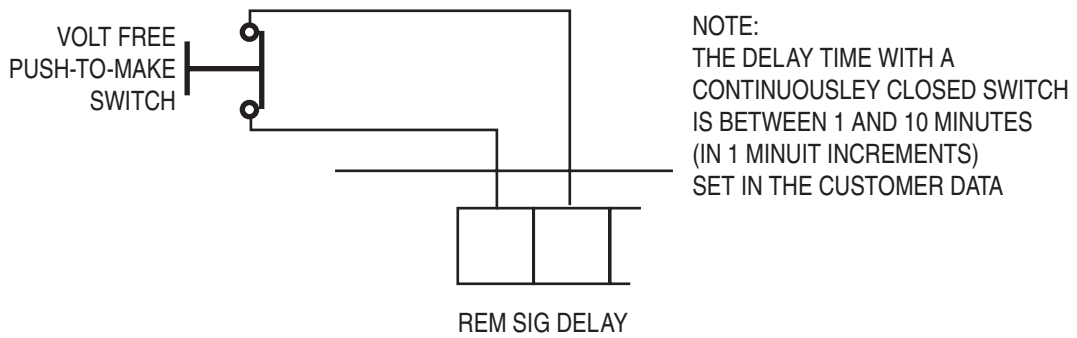 VOLT FREE
PUSH-TO-MAKE
SWITCH
NOTE:
THE DELAY TIME WITH A
CONTINUOUSLEY CLOSED SWITCH
IS BETWEEN 1 AND 10 MINUTES
(IN 1 MINUIT INCREMENTS)
SET IN THE CUSTOMER DATA
REM SIG DELAY